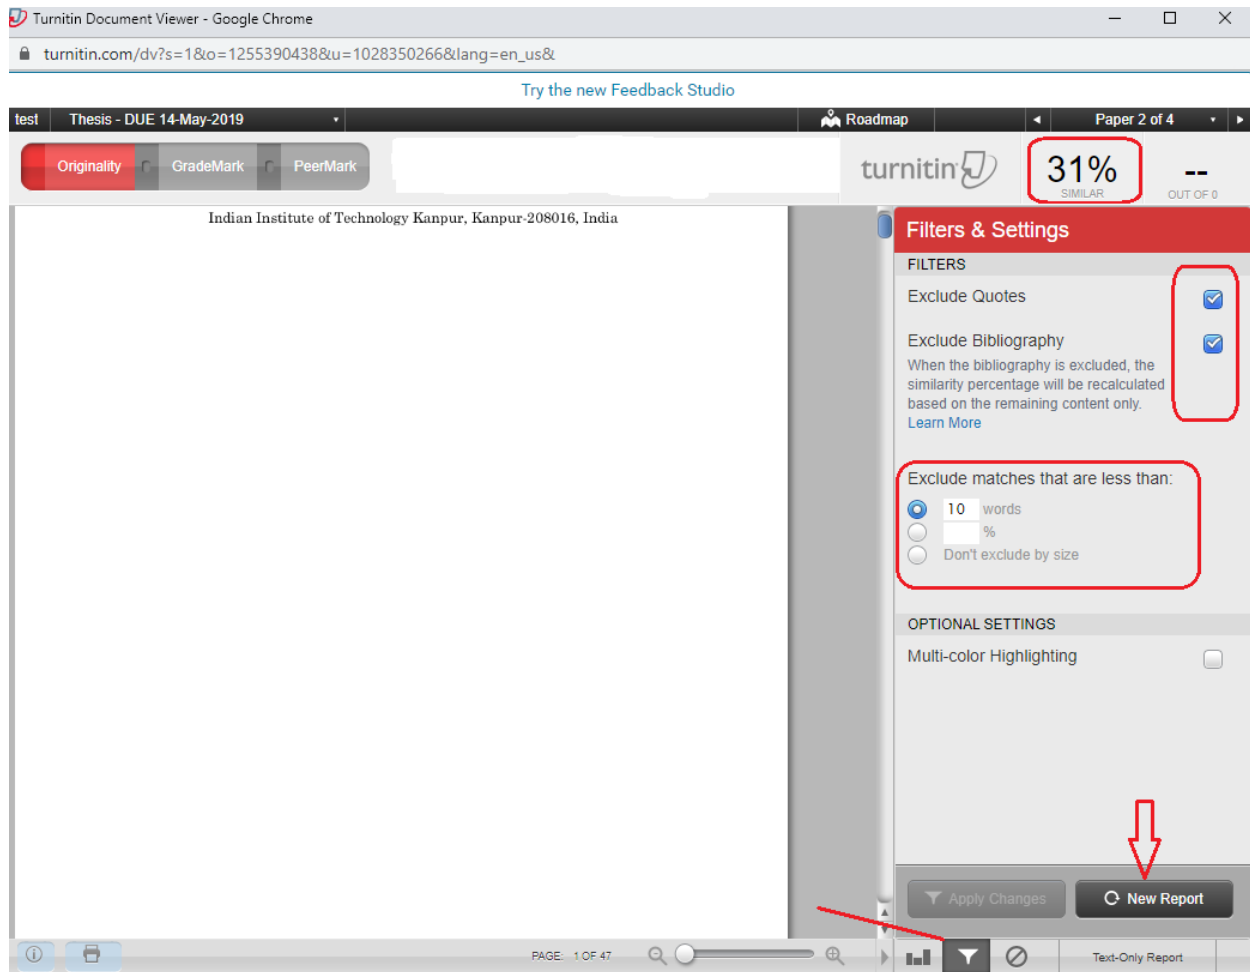 Turnitin Document Viewer - Google Chrome
turnitin.com/dv?s=1&o=1255390438&u=1028350266&lang=en_us&
Try the new Feedback Studio
test Thesis - DUE 14-May-2019 Roadmap Paper 2 of 4
Originality GradeMark PeerMark turnitin 31% --
SIMILAR OUT OF 0
Indian Institute of Technology Kanpur, Kanpur-208016, India
Filters & Settings
FILTERS
Exclude Quotes
Exclude Bibliography
When the bibliography is excluded, the
similarity percentage will be recalculated
based on the remaining content only.
Learn More
Exclude matches that are less than:
10 words
%
Don't exclude by size
OPTIONAL SETTINGS
Multi-color Highlighting
Apply Changes New Report
PAGE: 1 OF 47 Text-Only Report